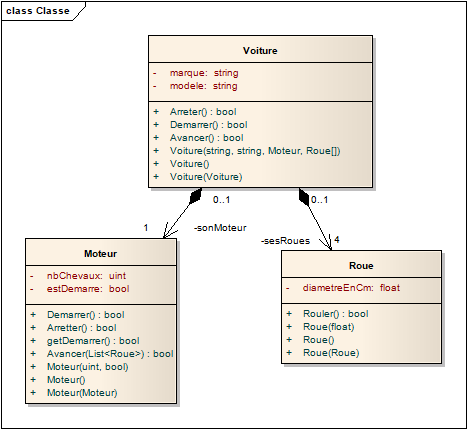 class Classe
Voiture
- marque: string
- modele: string
+ Arreter() : bool
+ Demarrer() : bool
+ Avancer() : bool
+ Voiture(string, string, Moteur, Roue[])
+ Voiture()
+ Voiture(Voiture)
0..1
0..1
1
-sonMoteur
-sesRoues
4
Moteur
- nbChevaux: uint
- estDemarre: bool
+ Demarrer() : bool
+ Arretter() : bool
+ getDemarrer() : bool
+ Avancer(List<Roue>) : bool
+ Moteur(uint, bool)
+ Moteur()
+ Moteur(Moteur)
Roue
- diametreEnCm: float
+ Rouler() : bool
+ Roue(float)
+ Roue()
+ Roue(Roue)